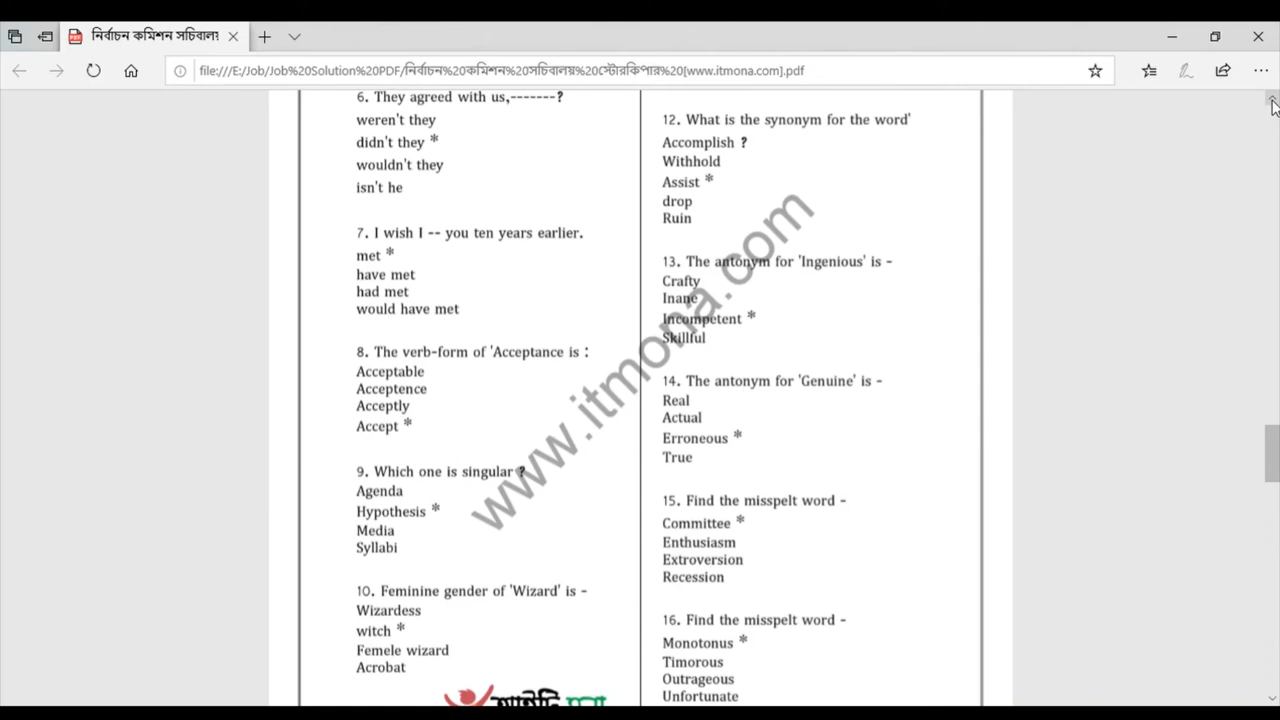 নির্বাচন কমিশন সচিবালয়
file:///E:/Job/Job%20Solution%20PDF/নির্বাচন%20কমিশন%20সচিবালয়%20স্টোরকিপার%20[www.itmona.com].pdf
6. They agreed with us,-------?
weren't they
didn't they *
wouldn't they
isn't he
7. I wish I -- you ten years earlier.
met *
have met
had met
would have met
8. The verb-form of 'Acceptance is :
Acceptable
Acceptence
Acceptly
Accept *
9. Which one is singular ?
Agenda
Hypothesis *
Media
Syllabi
10. Feminine gender of 'Wizard' is -
Wizardess
witch *
Femele wizard
Acrobat
12. What is the synonym for the word'
Accomplish ?
Withhold
Assist *
drop
Ruin
13. The antonym for 'Ingenious' is -
Crafty
Inane
Incompetent *
Skillful
14. The antonym for 'Genuine' is -
Real
Actual
Erroneous *
True
15. Find the misspelt word -
Committee *
Enthusiasm
Extroversion
Recession
16. Find the misspelt word -
Monotonus *
Timorous
Outrageous
Unfortunate
www.itmona.com